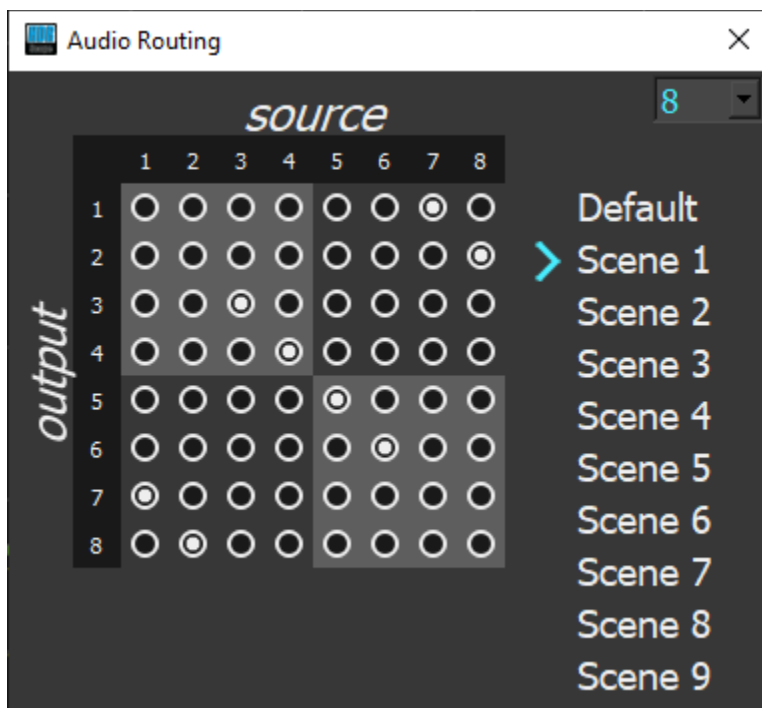 Audio Routing
8
source
1 2 3 4 5 6 7 8
output
1
2
3
4
5
6
7
8
Default
Scene 1
Scene 2
Scene 3
Scene 4
Scene 5
Scene 6
Scene 7
Scene 8
Scene 9